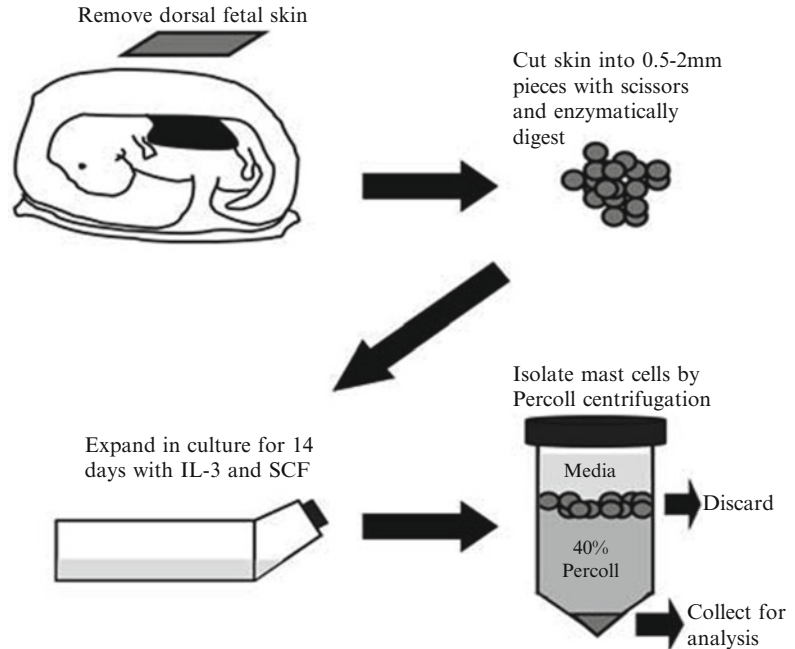 Remove dorsal fetal skin
Cut skin into 0.5-2mm
pieces with scissors
and enzymatically
digest
Expand in culture for 14
days with IL-3 and SCF
Isolate mast cells by
Percoll centrifugation
Media
Discard
40%
Percoll
Collect for
analysis